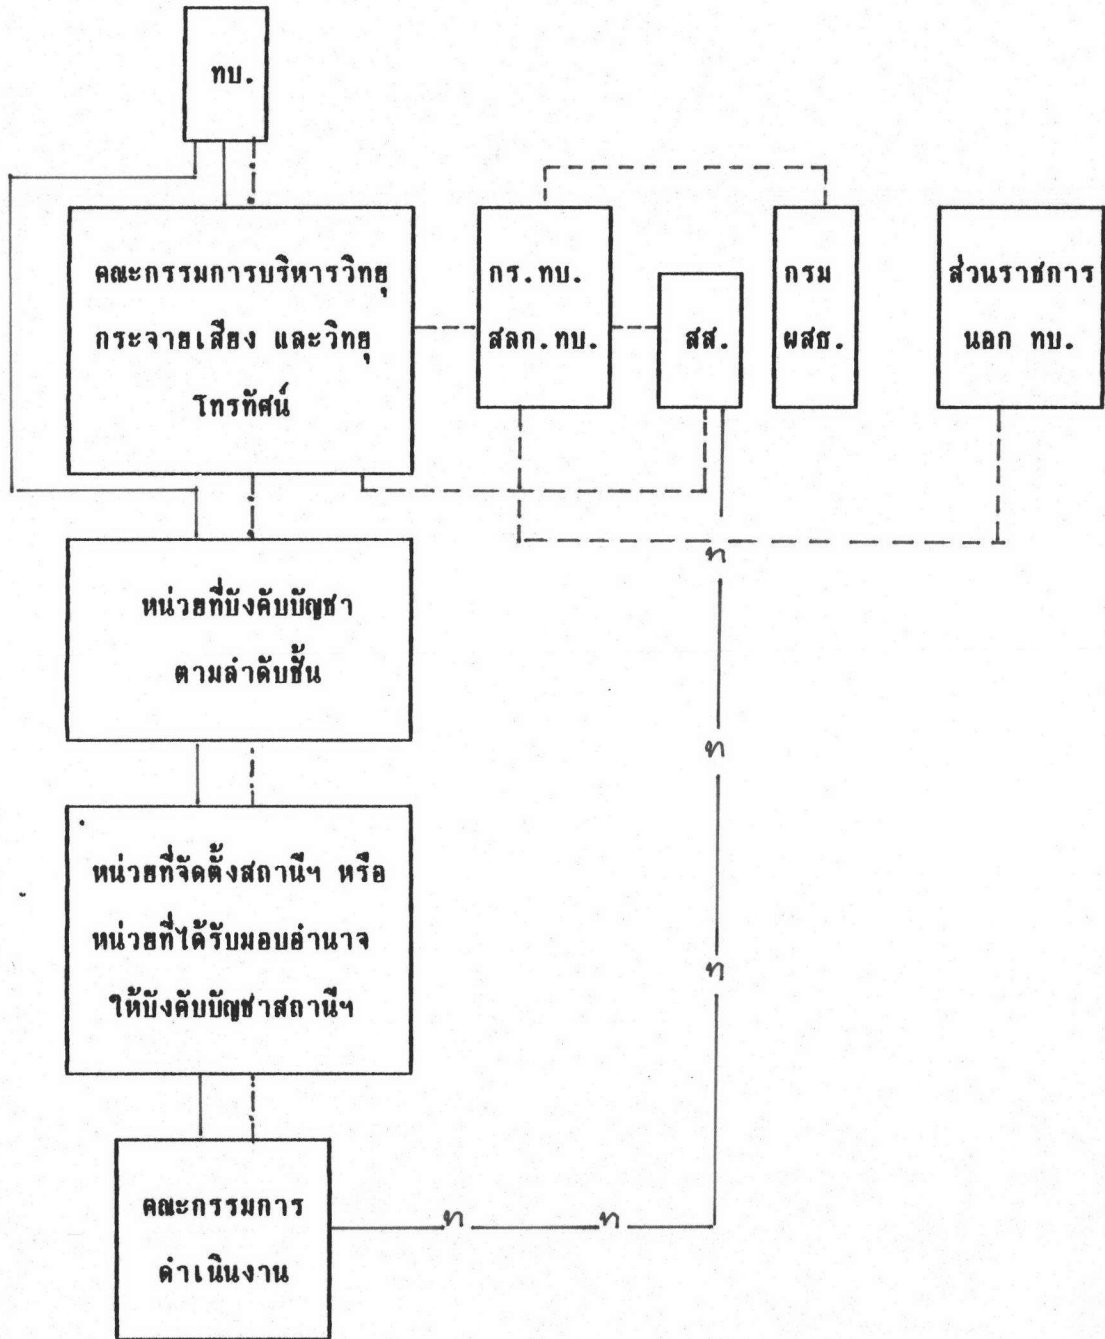 ทบ.
คณะกรรมการบริหารวิทยุ
กระจายเสียง และวิทยุ
โทรทัศน์
กร.ทบ.
สลก.ทบ.
สส.
กรม
ผสธ.
ส่วนราชการ
นอก ทบ.
หน่วยที่บังคับบัญชา
ตามลำดับชั้น
หน่วยที่จัดตั้งสถานีฯ หรือ
หน่วยที่ได้รับมอบอำนาจ
ให้บังคับบัญชาสถานีฯ
คณะกรรมการ
ดำเนินงาน
ท
ท
ท
ท
ท